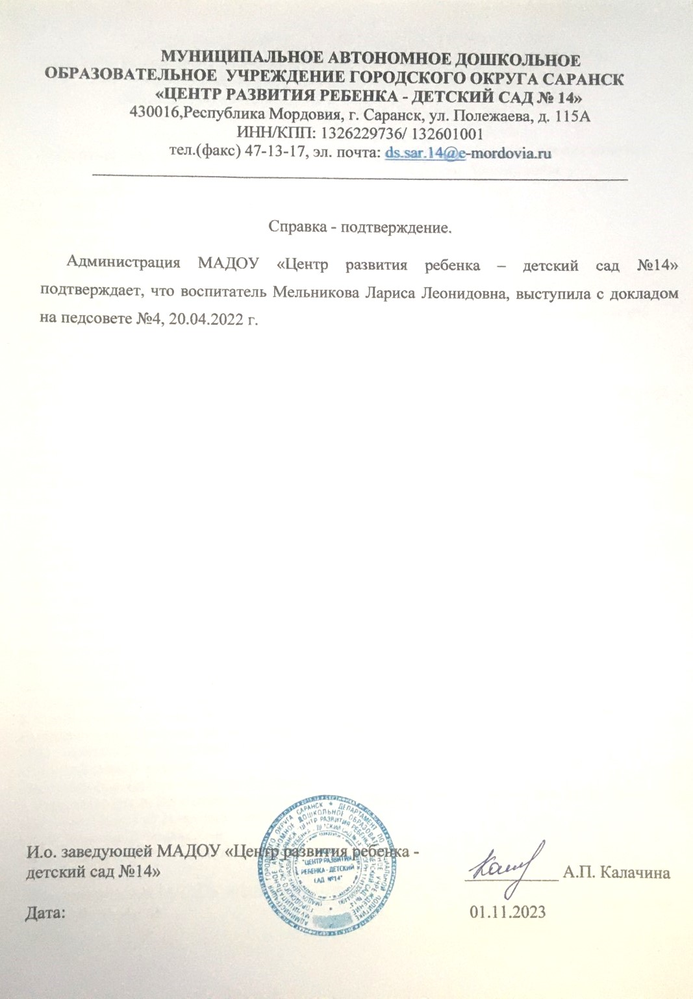 МУНИЦИПАЛЬНОЕ АВТОНОМНОЕ ДОШКОЛЬНОЕ
ОБРАЗОВАТЕЛЬНОЕ УЧРЕЖДЕНИЕ ГОРОДСКОГО ОКРУГА САРАНСК
«ЦЕНТР РАЗВИТИЯ РЕБЕНКА - ДЕТСКИЙ САД № 14»
430016,Республика Мордовия, г. Саранск, ул. Полежаева, д. 115А
ИНН/КПП: 1326229736/ 132601001
тел.(факс) 47-13-17, эл. почта: ds.sar.14@e-mordovia.ru
Справка - подтверждение.
Администрация МАДОУ «Центр развития ребенка – детский сад №14»
подтверждает, что воспитатель Мельникова Лариса Леонидовна, выступила с докладом
на педсовете №4, 20.04.2022 г.
И.о. заведующей МАДОУ «Центр развития ребенка -
детский сад №14»
А.П. Калачина
Дата:
01.11.2023
"ЦЕНТР РАЗВИТИЯ
РЕБЕНКА - ДЕТСКИЙ
САД №14"